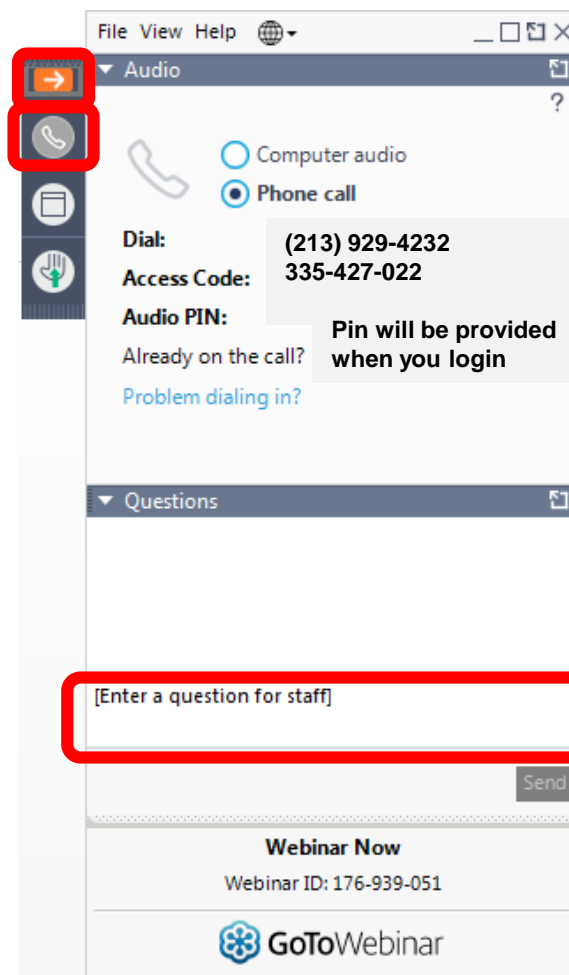 File View Help
Audio
?
Computer audio
Phone call
Dial: (213) 929-4232
Access Code: 335-427-022
Audio PIN: Pin will be provided
Already on the call? when you login
Problem dialing in?
Questions
[Enter a question for staff]
Send
Webinar Now
Webinar ID: 176-939-051
GoToWebinar